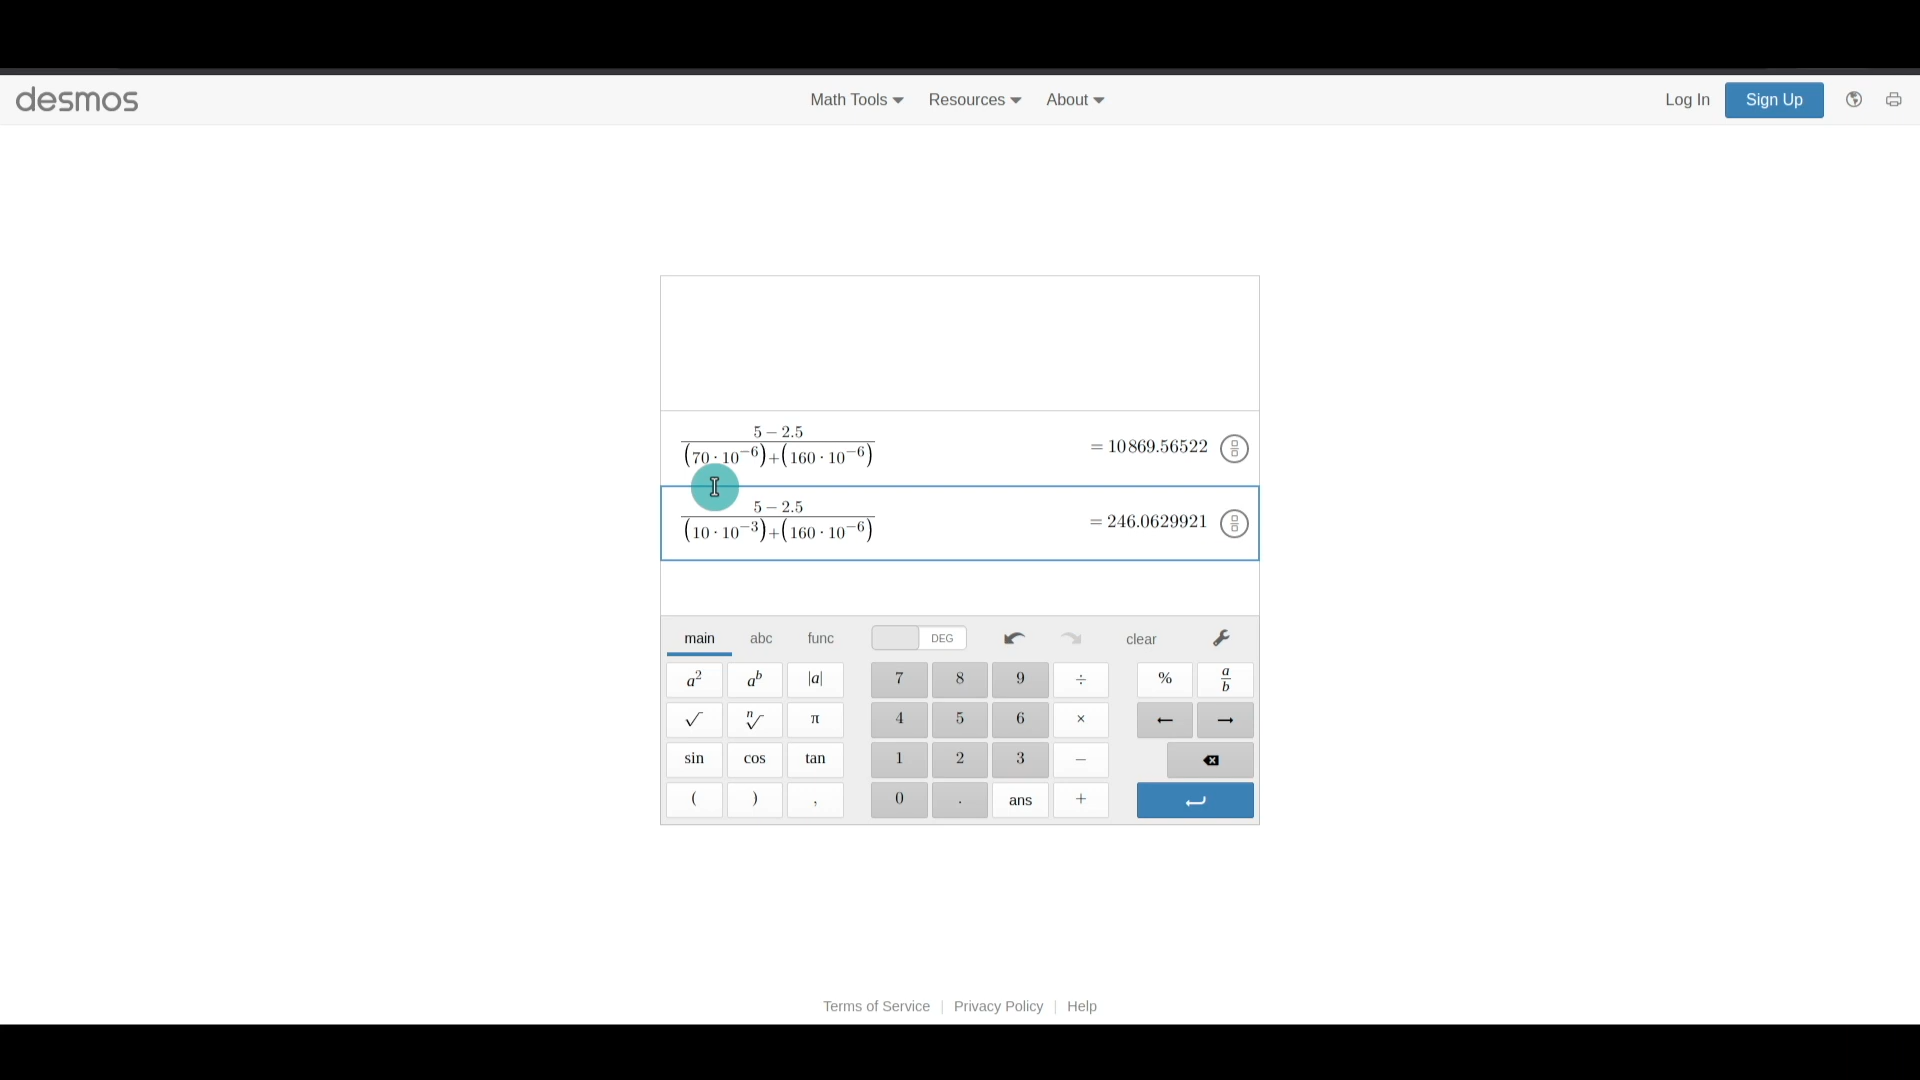 desmos
Math Tools Resources About
Log In Sign Up
5 − 2.5
(70 · 10⁻⁶)+(160 · 10⁻⁶)
= 10869.56522
5 − 2.5
(10 · 10⁻³)+(160 · 10⁻⁶)
= 246.0629921
main abc func DEG clear
a² aᵇ |a| 7 8 9 ÷ % a/b
√ ⁿ√ π 4 5 6 × ← →
sin cos tan 1 2 3 −
( ) , 0 . ans +
Terms of Service | Privacy Policy | Help